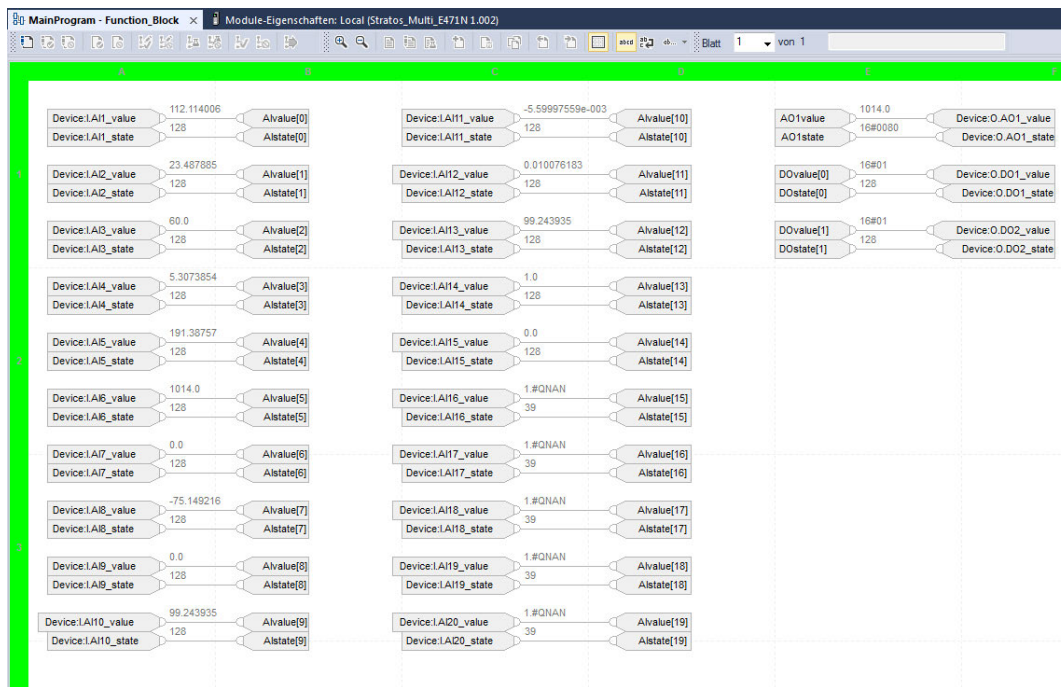 MainProgram - Function_Block × Module-Eigenschaften: Local (Stratos_Multi_E471N 1.002)
abcd ab... Blatt 1 von 1
A B C D E F
1
2
3
Device:I.AI1_value 112.114006 AIvalue[0]
Device:I.AI1_state 128 AIstate[0]
Device:I.AI2_value 23.487885 AIvalue[1]
Device:I.AI2_state 128 AIstate[1]
Device:I.AI3_value 60.0 AIvalue[2]
Device:I.AI3_state 128 AIstate[2]
Device:I.AI4_value 5.3073854 AIvalue[3]
Device:I.AI4_state 128 AIstate[3]
Device:I.AI5_value 191.38757 AIvalue[4]
Device:I.AI5_state 128 AIstate[4]
Device:I.AI6_value 1014.0 AIvalue[5]
Device:I.AI6_state 128 AIstate[5]
Device:I.AI7_value 0.0 AIvalue[6]
Device:I.AI7_state 128 AIstate[6]
Device:I.AI8_value -75.149216 AIvalue[7]
Device:I.AI8_state 128 AIstate[7]
Device:I.AI9_value 0.0 AIvalue[8]
Device:I.AI9_state 128 AIstate[8]
Device:I.AI10_value 99.243935 AIvalue[9]
Device:I.AI10_state 128 AIstate[9]
Device:I.AI11_value -5.59997559e-003 AIvalue[10]
Device:I.AI11_state 128 AIstate[10]
Device:I.AI12_value 0.010076183 AIvalue[11]
Device:I.AI12_state 128 AIstate[11]
Device:I.AI13_value 99.243935 AIvalue[12]
Device:I.AI13_state 128 AIstate[12]
Device:I.AI14_value 1.0 AIvalue[13]
Device:I.AI14_state 128 AIstate[13]
Device:I.AI15_value 0.0 AIvalue[14]
Device:I.AI15_state 128 AIstate[14]
Device:I.AI16_value 1.#QNAN AIvalue[15]
Device:I.AI16_state 39 AIstate[15]
Device:I.AI17_value 1.#QNAN AIvalue[16]
Device:I.AI17_state 39 AIstate[16]
Device:I.AI18_value 1.#QNAN AIvalue[17]
Device:I.AI18_state 39 AIstate[17]
Device:I.AI19_value 1.#QNAN AIvalue[18]
Device:I.AI19_state 39 AIstate[18]
Device:I.AI20_value 1.#QNAN AIvalue[19]
Device:I.AI20_state 39 AIstate[19]
AO1value 1014.0 Device:O.AO1_value
AO1state 16#0080 Device:O.AO1_state
DOvalue[0] 16#01 Device:O.DO1_value
DOstate[0] 128 Device:O.DO1_state
DOvalue[1] 16#01 Device:O.DO2_value
DOstate[1] 128 Device:O.DO2_state